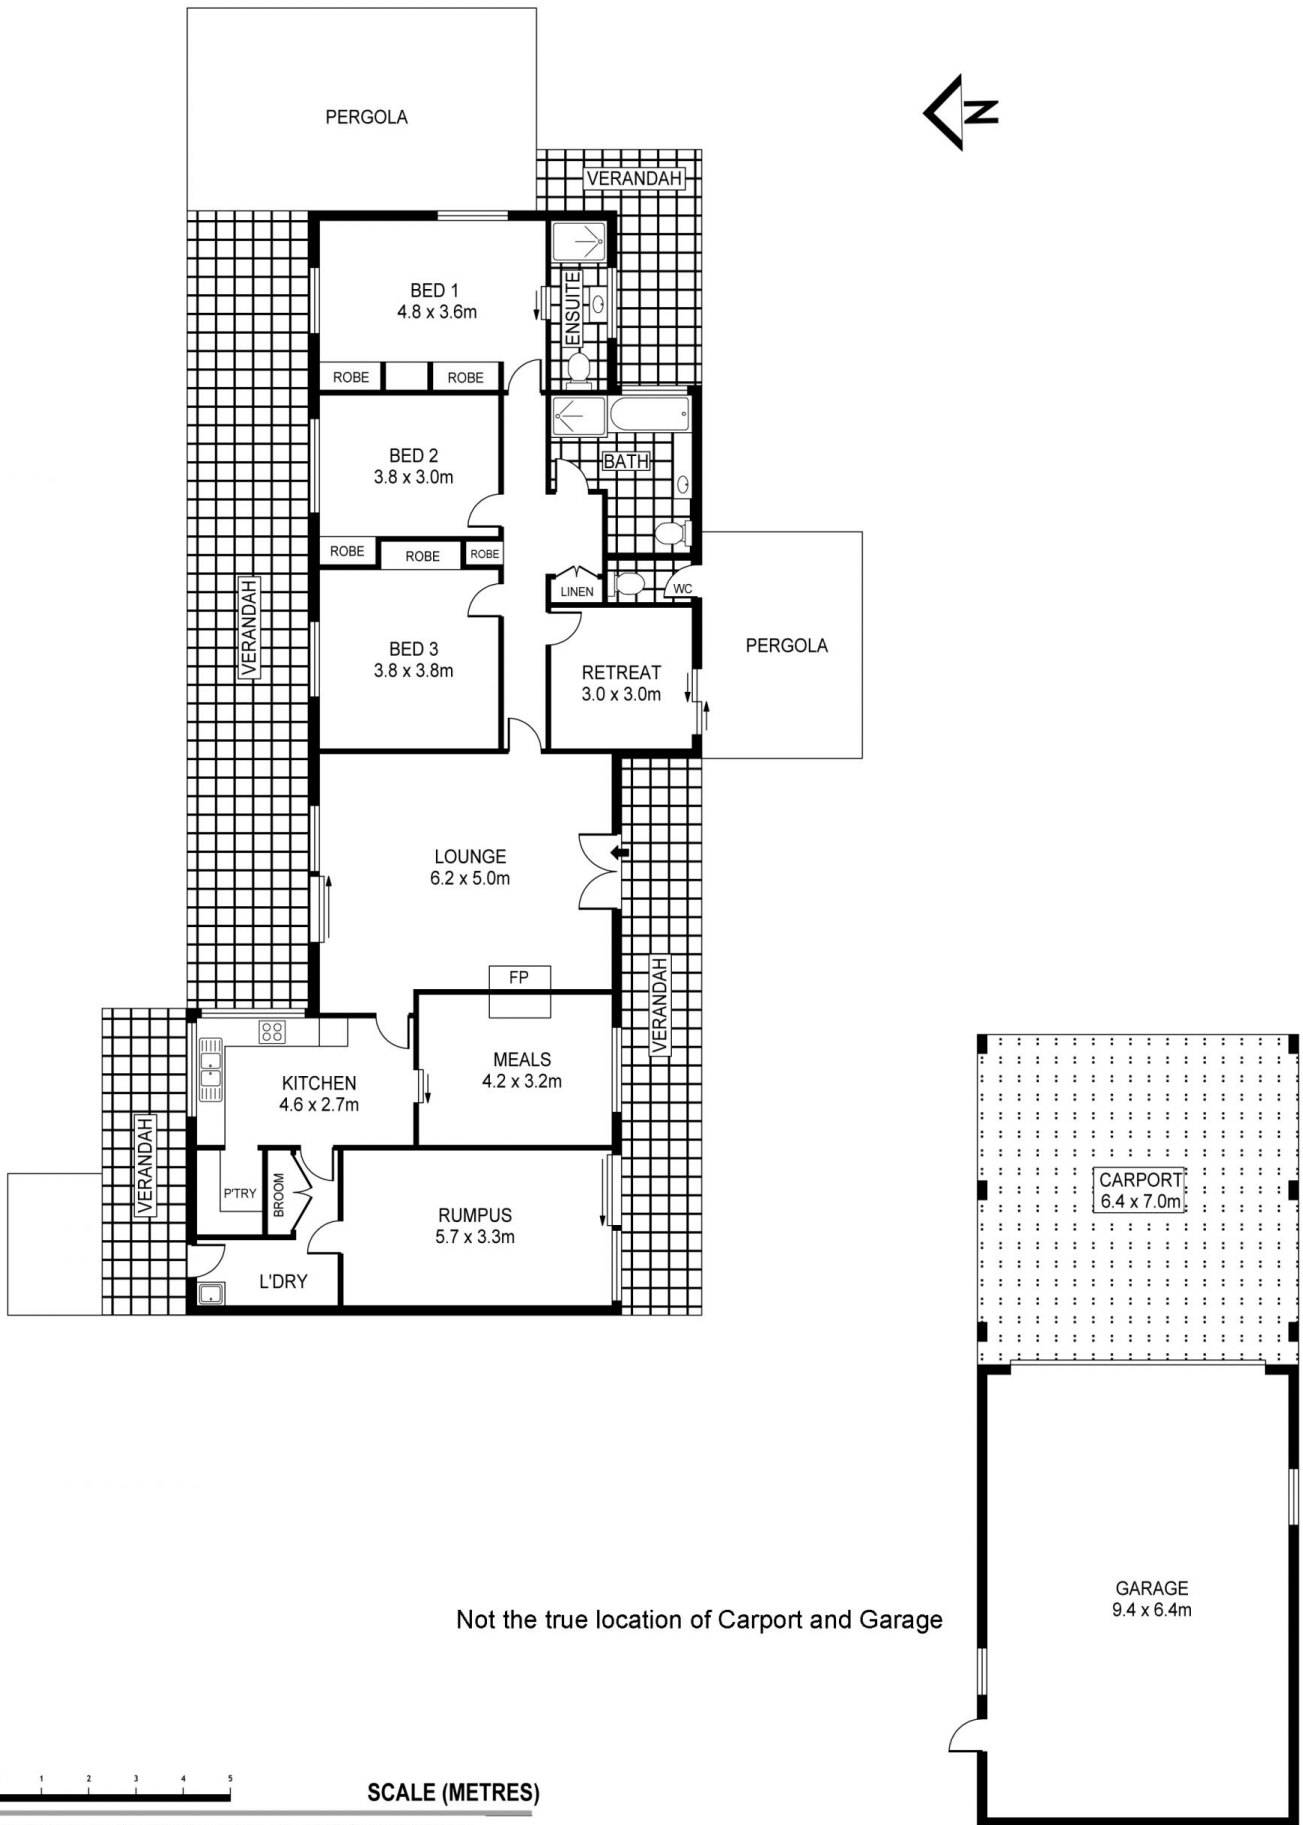 PERGOLA
N
VERANDAH
BED 1
4.8 x 3.6m
ENSUITE
ROBE
ROBE
BED 2
3.8 x 3.0m
BATH
ROBE
ROBE
ROBE
LINEN
WC
VERANDAH
BED 3
3.8 x 3.8m
RETREAT
3.0 x 3.0m
PERGOLA
LOUNGE
6.2 x 5.0m
FP
VERANDAH
MEALS
4.2 x 3.2m
KITCHEN
4.6 x 2.7m
VERANDAH
P'TRY
BROOM
RUMPUS
5.7 x 3.3m
L'DRY
CARPORT
6.4 x 7.0m
GARAGE
9.4 x 6.4m
Not the true location of Carport and Garage
1 2 3 4 5
SCALE (METRES)